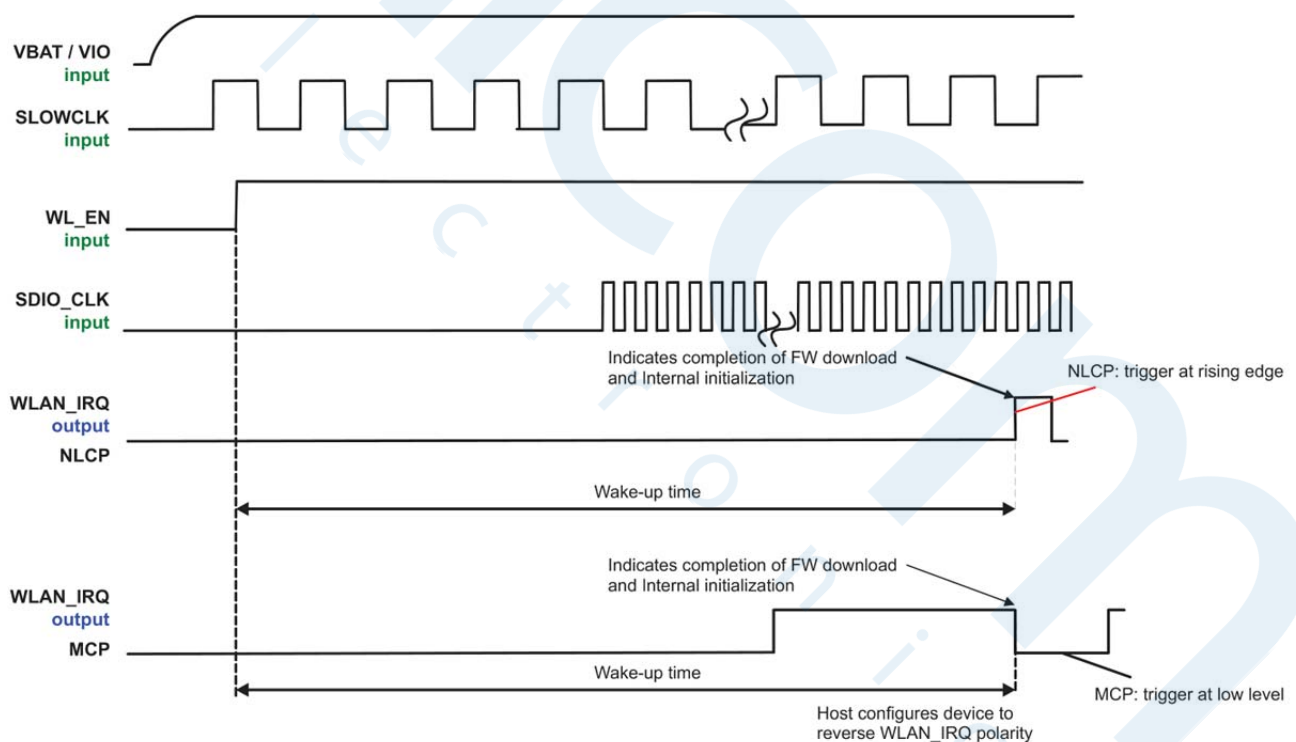 VBAT / VIO
input
SLOWCLK
input
WL_EN
input
SDIO_CLK
input
Indicates completion of FW download
and Internal initialization
NLCP: trigger at rising edge
WLAN_IRQ
output
NLCP
Wake-up time
Indicates completion of FW download
and Internal initialization
WLAN_IRQ
output
MCP
Wake-up time
MCP: trigger at low level
Host configures device to
reverse WLAN_IRQ polarity